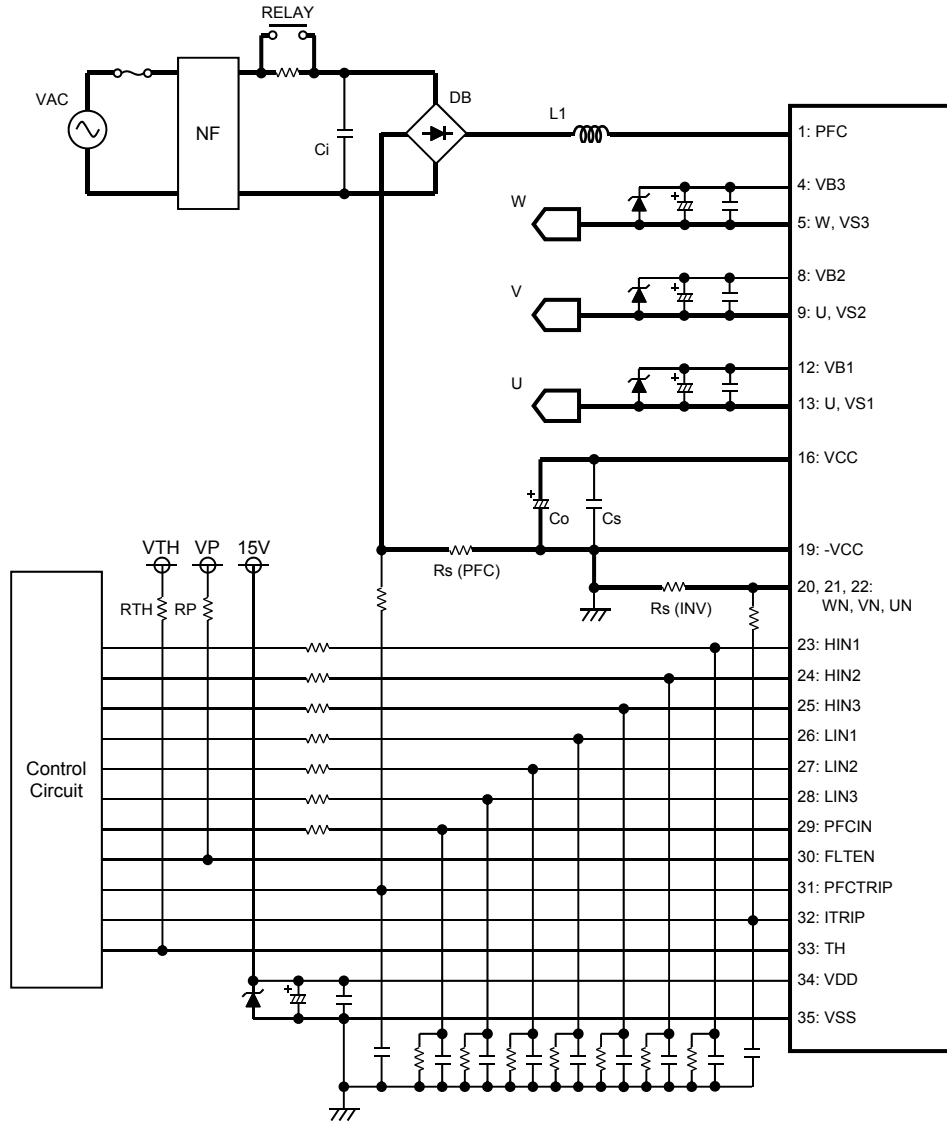 RELAY
VAC
NF
Ci
DB
L1
1: PFC
4: VB3
W
5: W, VS3
8: VB2
V
9: U, VS2
12: VB1
U
13: U, VS1
16: VCC
Co
Cs
19: -VCC
Rs (PFC)
VTH
VP
15V
20, 21, 22:
WN, VN, UN
Rs (INV)
RTH
RP
23: HIN1
24: HIN2
25: HIN3
26: LIN1
27: LIN2
28: LIN3
29: PFCIN
30: FLTEN
31: PFCTRIP
32: ITRIP
33: TH
34: VDD
35: VSS
Control
Circuit